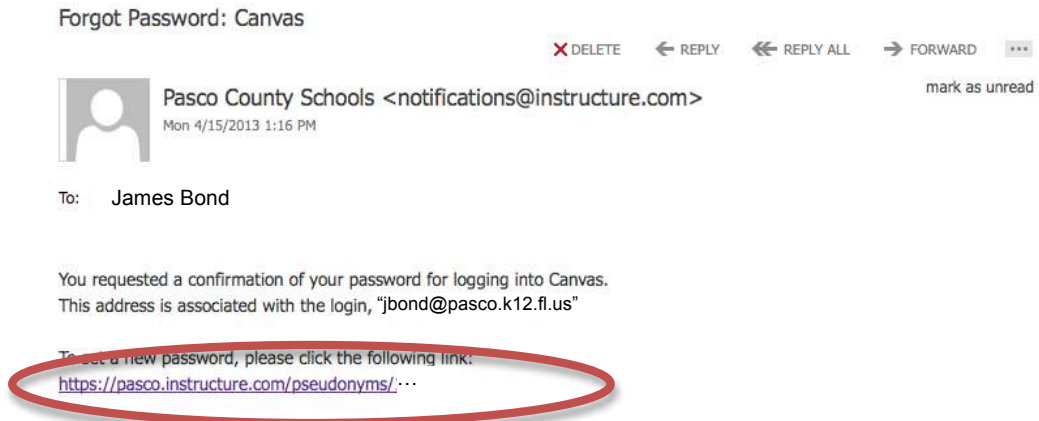 Forgot Password: Canvas
DELETE REPLY REPLY ALL FORWARD ...
Pasco County Schools <notifications@instructure.com>
mark as unread
Mon 4/15/2013 1:16 PM
To: James Bond
You requested a confirmation of your password for logging into Canvas.
This address is associated with the login, “jbond@pasco.k12.fl.us”
To set a new password, please click the following link:
https://pasco.instructure.com/pseudonyms/ ...